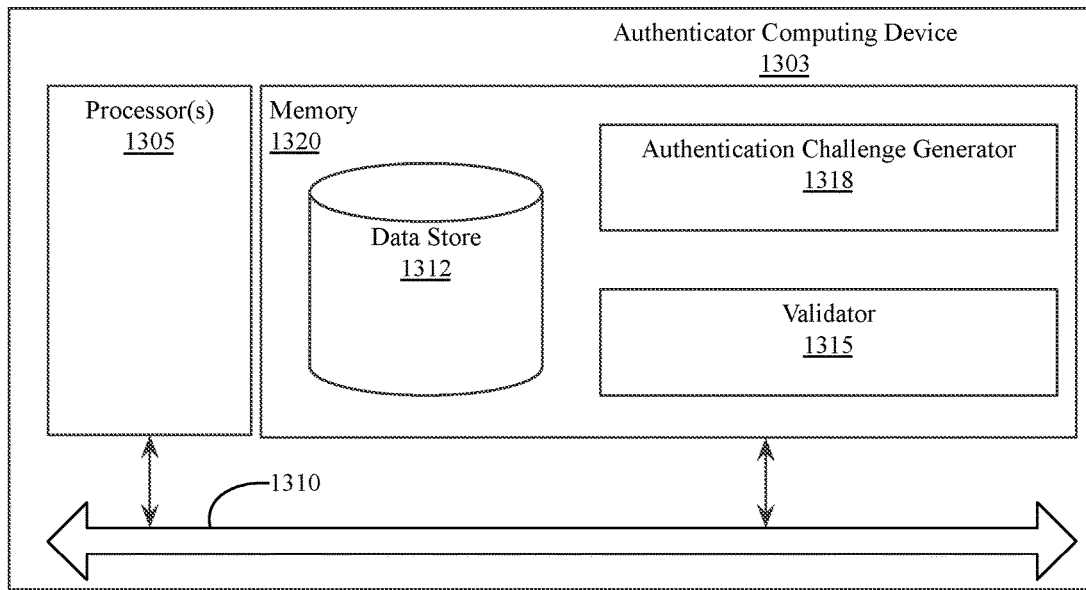 Authenticator Computing Device
1303
Processor(s)
1305
Memory
1320
Data Store
1312
Authentication Challenge Generator
1318
Validator
1315
1310